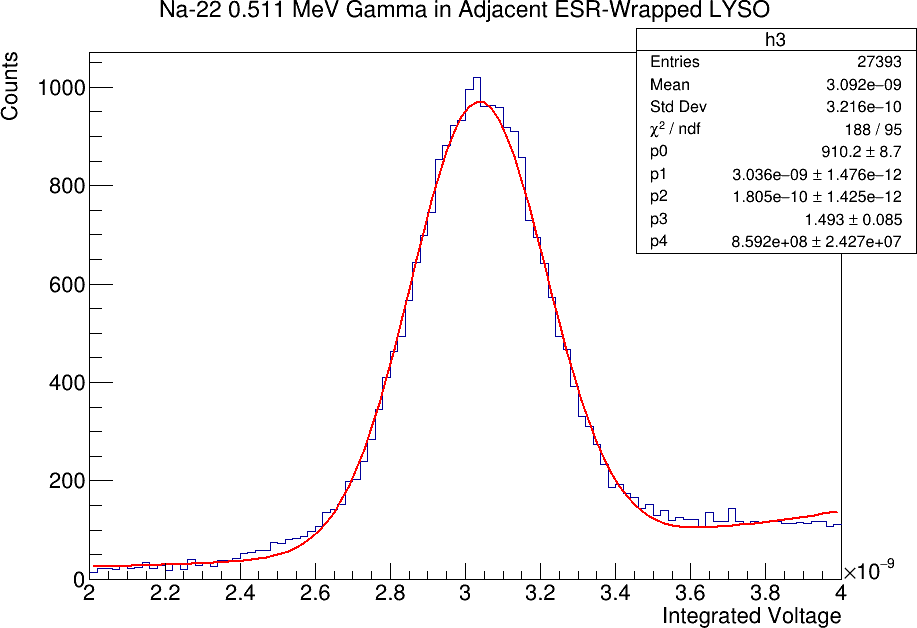 Na-22 0.511 MeV Gamma in Adjacent ESR-Wrapped LYSO
h3
Entries 27393
Mean 3.092e−09
Std Dev 3.216e−10
χ² / ndf 188 / 95
p0 910.2 ± 8.7
p1 3.036e−09 ± 1.476e−12
p2 1.805e−10 ± 1.425e−12
p3 1.493 ± 0.085
p4 8.592e+08 ± 2.427e+07
Counts
1000
800
600
400
200
0
2 2.2 2.4 2.6 2.8 3 3.2 3.4 3.6 3.8 4
×10⁻⁹
Integrated Voltage